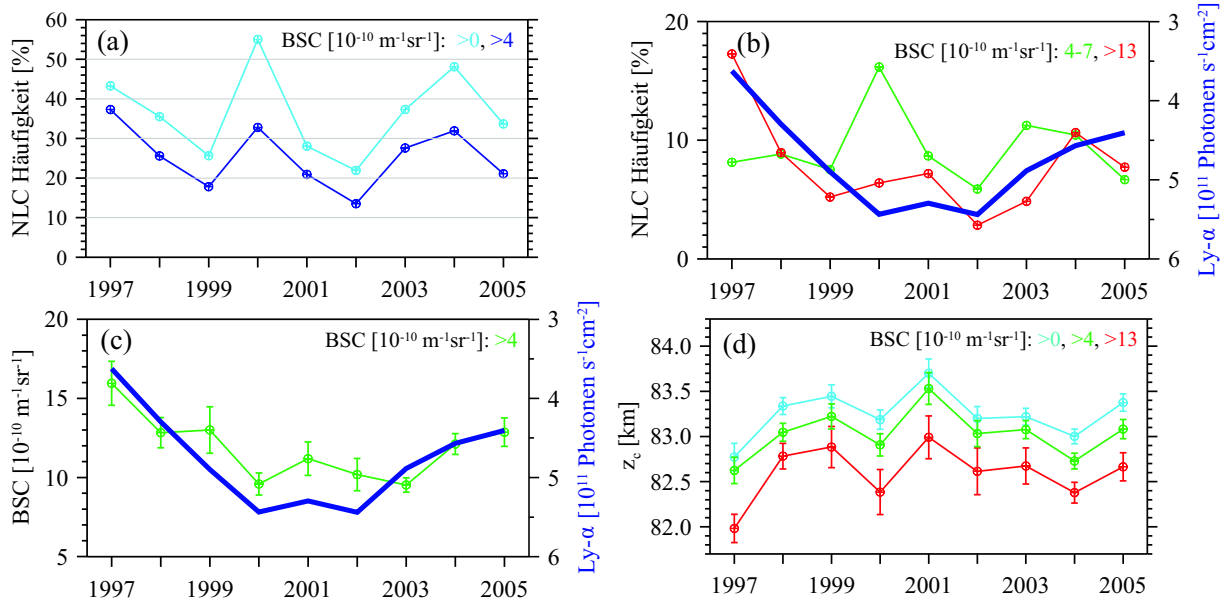 (a)
BSC [10⁻¹⁰ m⁻¹sr⁻¹]: >0, >4
NLC Häufigkeit [%]
60
50
40
30
20
10
0
1997 1999 2001 2003 2005
(b)
BSC [10⁻¹⁰ m⁻¹sr⁻¹]: 4-7, >13
NLC Häufigkeit [%]
20
10
0
Ly-α [10¹¹ Photonen s⁻¹cm⁻²]
3
4
5
6
1997 1999 2001 2003 2005
(c)
BSC [10⁻¹⁰ m⁻¹sr⁻¹]: >4
BSC [10⁻¹⁰ m⁻¹sr⁻¹]
20
15
10
5
Ly-α [10¹¹ Photonen s⁻¹cm⁻²]
3
4
5
6
1997 1999 2001 2003 2005
(d)
BSC [10⁻¹⁰ m⁻¹sr⁻¹]: >0, >4, >13
z_c [km]
84.0
83.5
83.0
82.5
82.0
1997 1999 2001 2003 2005